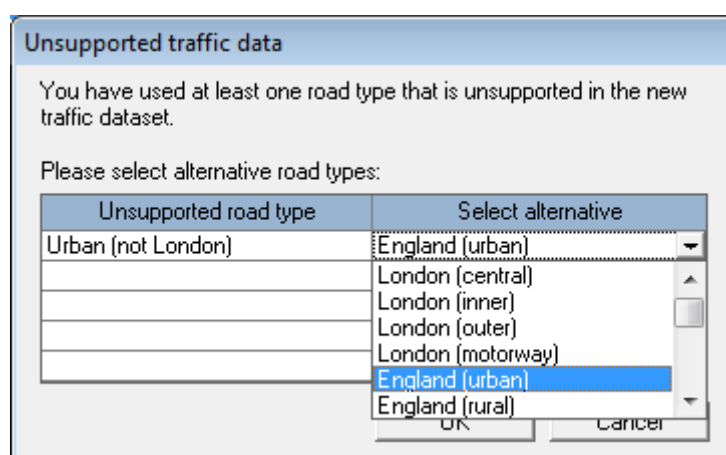 Unsupported traffic data
You have used at least one road type that is unsupported in the new
traffic dataset.
Please select alternative road types:
Unsupported road type Select alternative
Urban (not London) England (urban)
London (central)
London (inner)
London (outer)
London (motorway)
England (urban)
England (rural)
OK Cancel